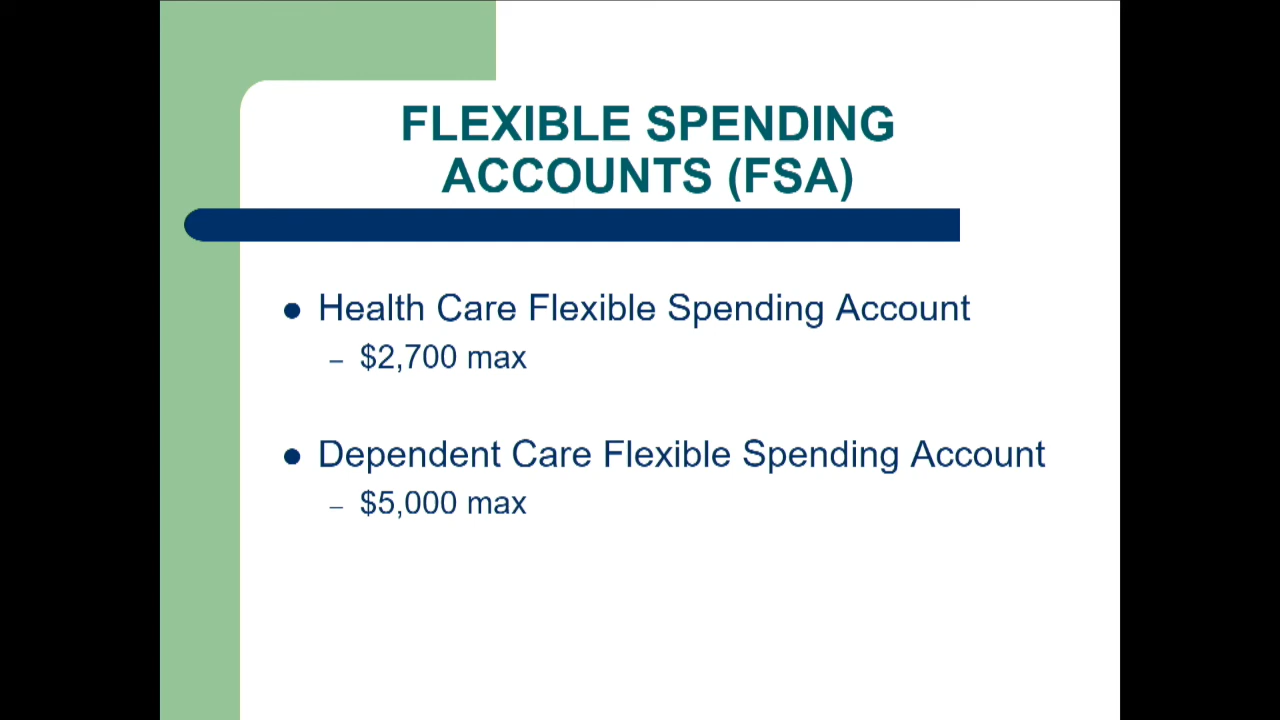 FLEXIBLE SPENDING
ACCOUNTS (FSA)
● Health Care Flexible Spending Account
– $2,700 max
● Dependent Care Flexible Spending Account
– $5,000 max